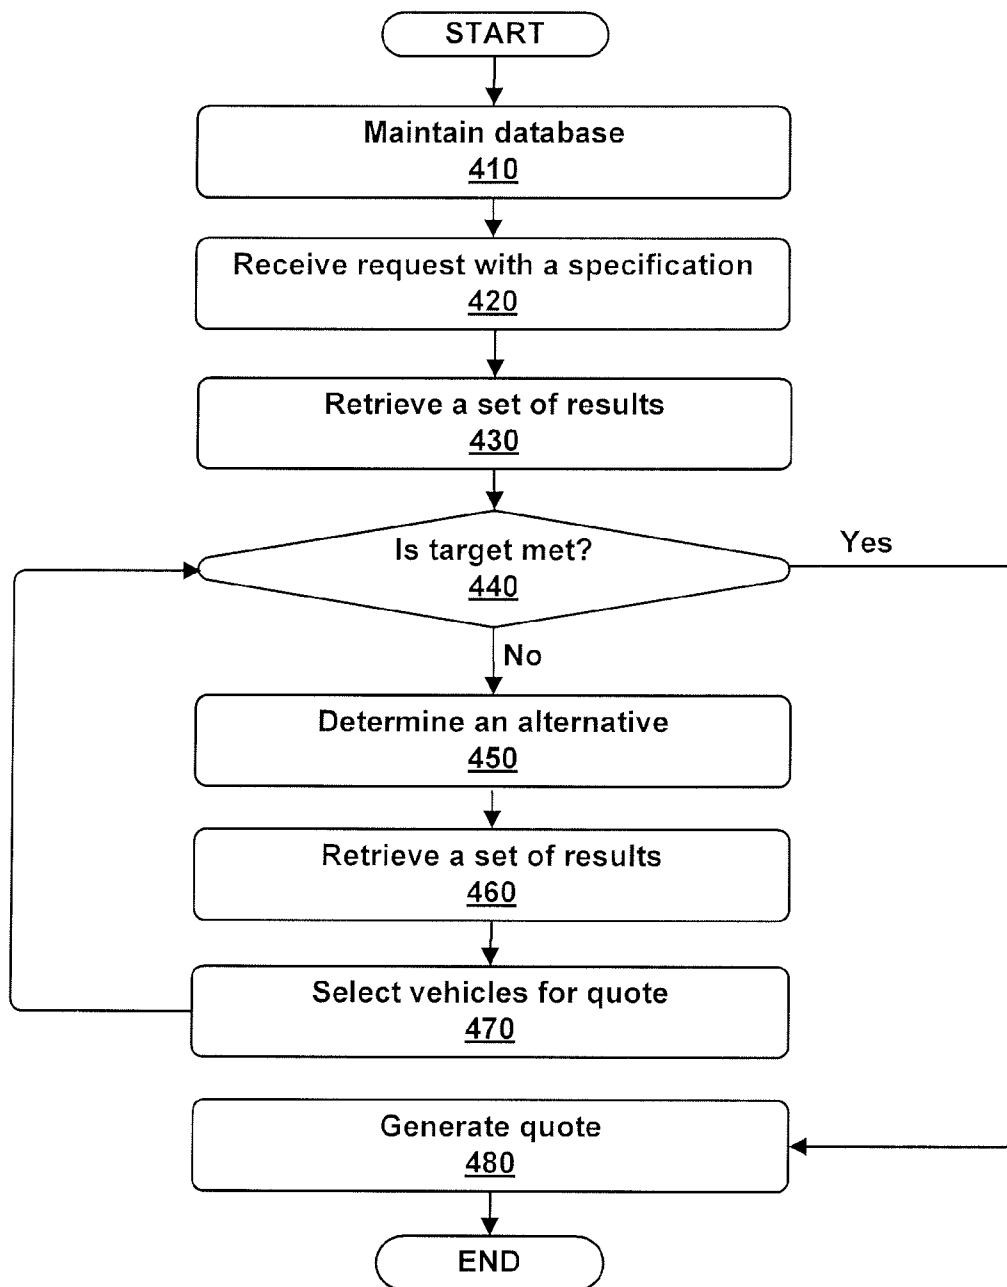 START
Maintain database
410
Receive request with a specification
420
Retrieve a set of results
430
Is target met?
440
Yes
No
Determine an alternative
450
Retrieve a set of results
460
Select vehicles for quote
470
Generate quote
480
END